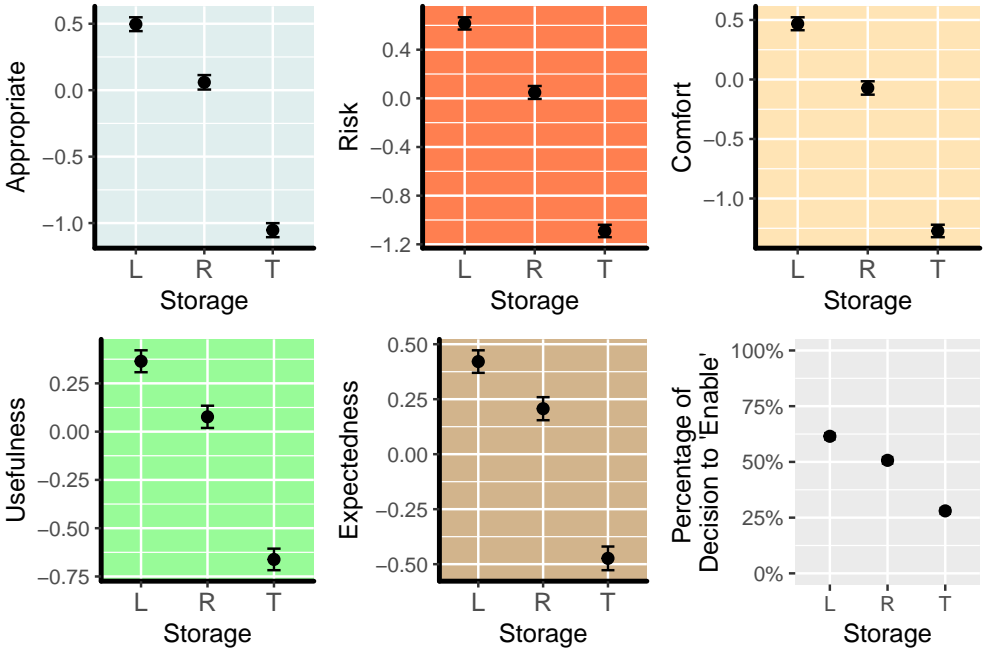 Appropriate
0.5
0.0
−0.5
−1.0
L R T
Storage
Risk
0.4
0.0
−0.4
−0.8
−1.2
L R T
Storage
Comfort
0.5
0.0
−0.5
−1.0
L R T
Storage
Usefulness
0.25
0.00
−0.25
−0.50
−0.75
L R T
Storage
Expectedness
0.50
0.25
0.00
−0.25
−0.50
L R T
Storage
Percentage of
Decision to 'Enable'
100%
75%
50%
25%
0%
L R T
Storage